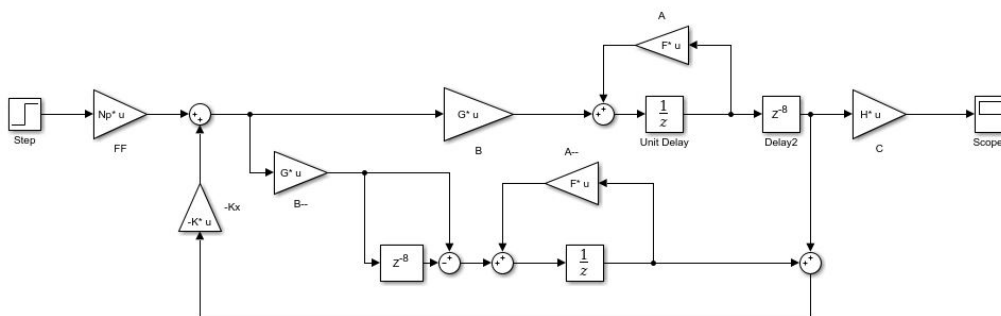 A
F* u
Step
Np* u
FF
+
+
G* u
B
+
+
1
z
Unit Delay
Z-8
Delay2
H* u
C
Scope
G* u
B--
A--
F* u
-Kx
-K* u
Z-8
-
+
+
+
1
z
+
+